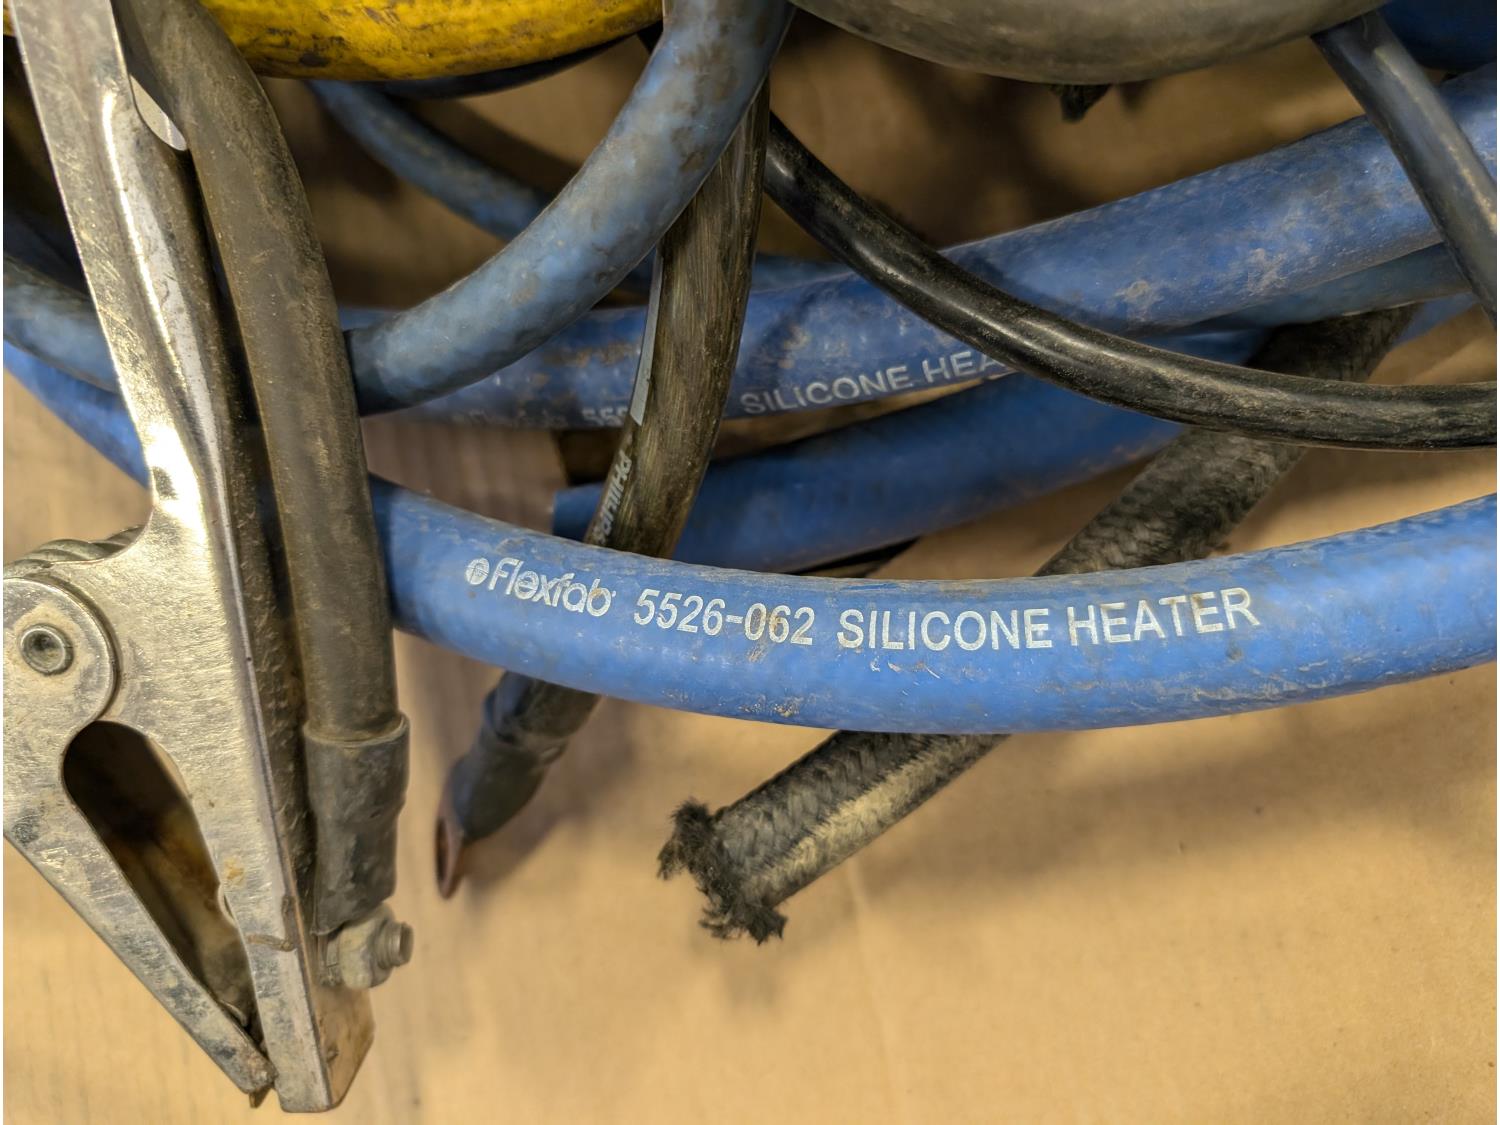 SILICONE HEA
Flexfab 5526-062 SILICONE HEATER